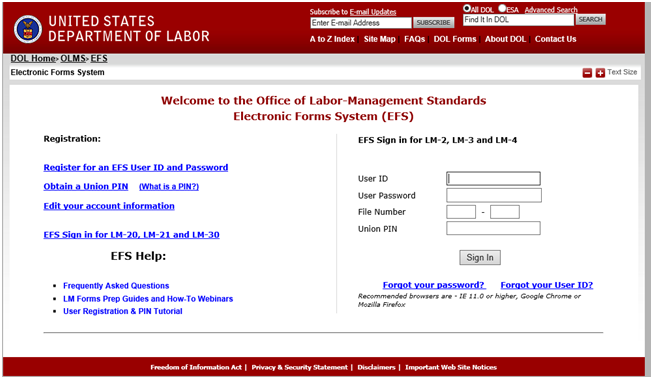 UNITED STATES
DEPARTMENT OF LABOR
Subscribe to E-mail Updates
Enter E-mail Address
SUBSCRIBE
All DOL ESA Advanced Search
Find It In DOL
SEARCH
A to Z Index | Site Map | FAQs | DOL Forms | About DOL | Contact Us
DOL Home> OLMS> EFS
Electronic Forms System
Text Size
Welcome to the Office of Labor-Management Standards
Electronic Forms System (EFS)
Registration:
Register for an EFS User ID and Password
Obtain a Union PIN (What is a PIN?)
Edit your account information
EFS Sign in for LM-20, LM-21 and LM-30
EFS Help:
• Frequently Asked Questions
• LM Forms Prep Guides and How-To Webinars
• User Registration & PIN Tutorial
EFS Sign in for LM-2, LM-3 and LM-4
User ID
User Password
File Number -
Union PIN
Sign In
Forgot your password? Forgot your User ID?
Recommended browsers are - IE 11.0 or higher, Google Chrome or
Mozilla Firefox
Freedom of Information Act | Privacy & Security Statement | Disclaimers | Important Web Site Notices